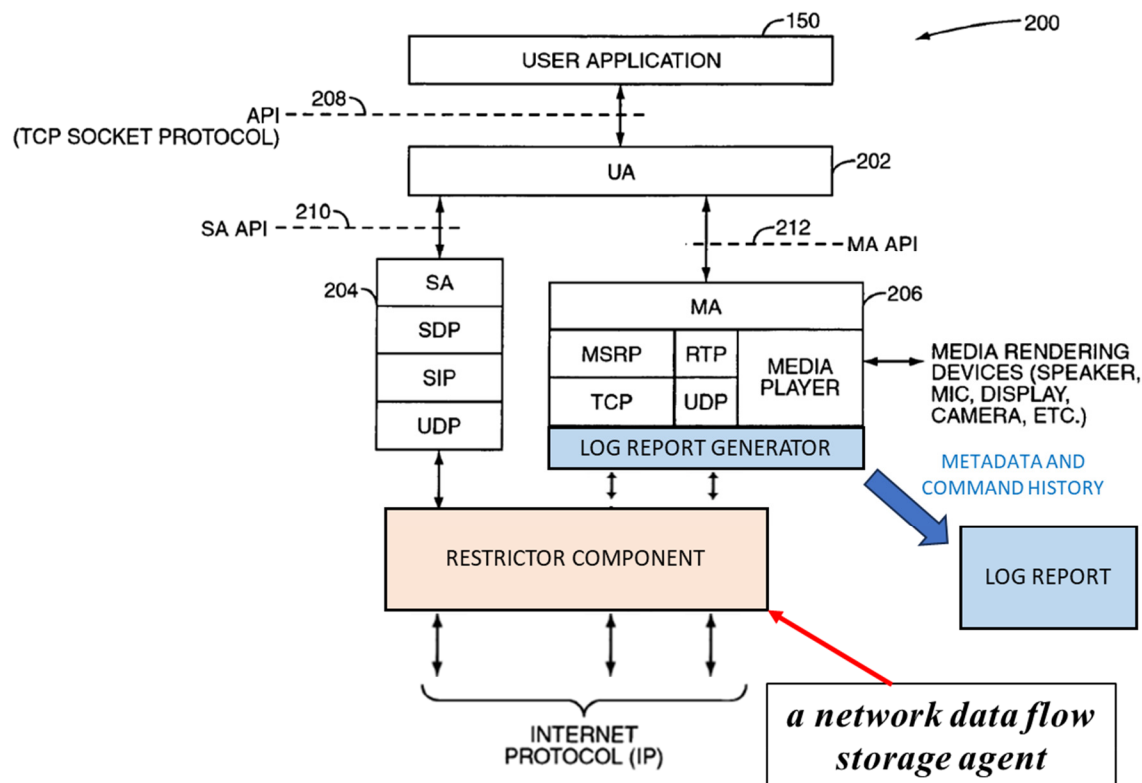 150
200
USER APPLICATION
208
API
(TCP SOCKET PROTOCOL)
UA
202
210
SA API
212
MA API
204
SA
SDP
SIP
UDP
206
MA
MSRP
RTP
TCP
UDP
MEDIA
PLAYER
MEDIA RENDERING
DEVICES (SPEAKER,
MIC, DISPLAY,
CAMERA, ETC.)
LOG REPORT GENERATOR
METADATA AND
COMMAND HISTORY
RESTRICTOR COMPONENT
LOG REPORT
INTERNET
PROTOCOL (IP)
a network data flow
storage agent